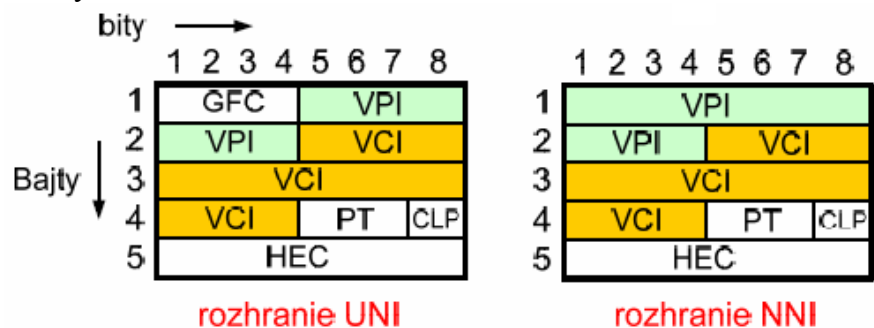 bity
1 2 3 4 5 6 7 8 1 2 3 4 5 6 7 8
1 GFC VPI 1 VPI
2 VPI VCI 2 VPI VCI
Bajty 3 VCI 3 VCI
4 VCI PT CLP 4 VCI PT CLP
5 HEC 5 HEC
rozhranie UNI rozhranie NNI